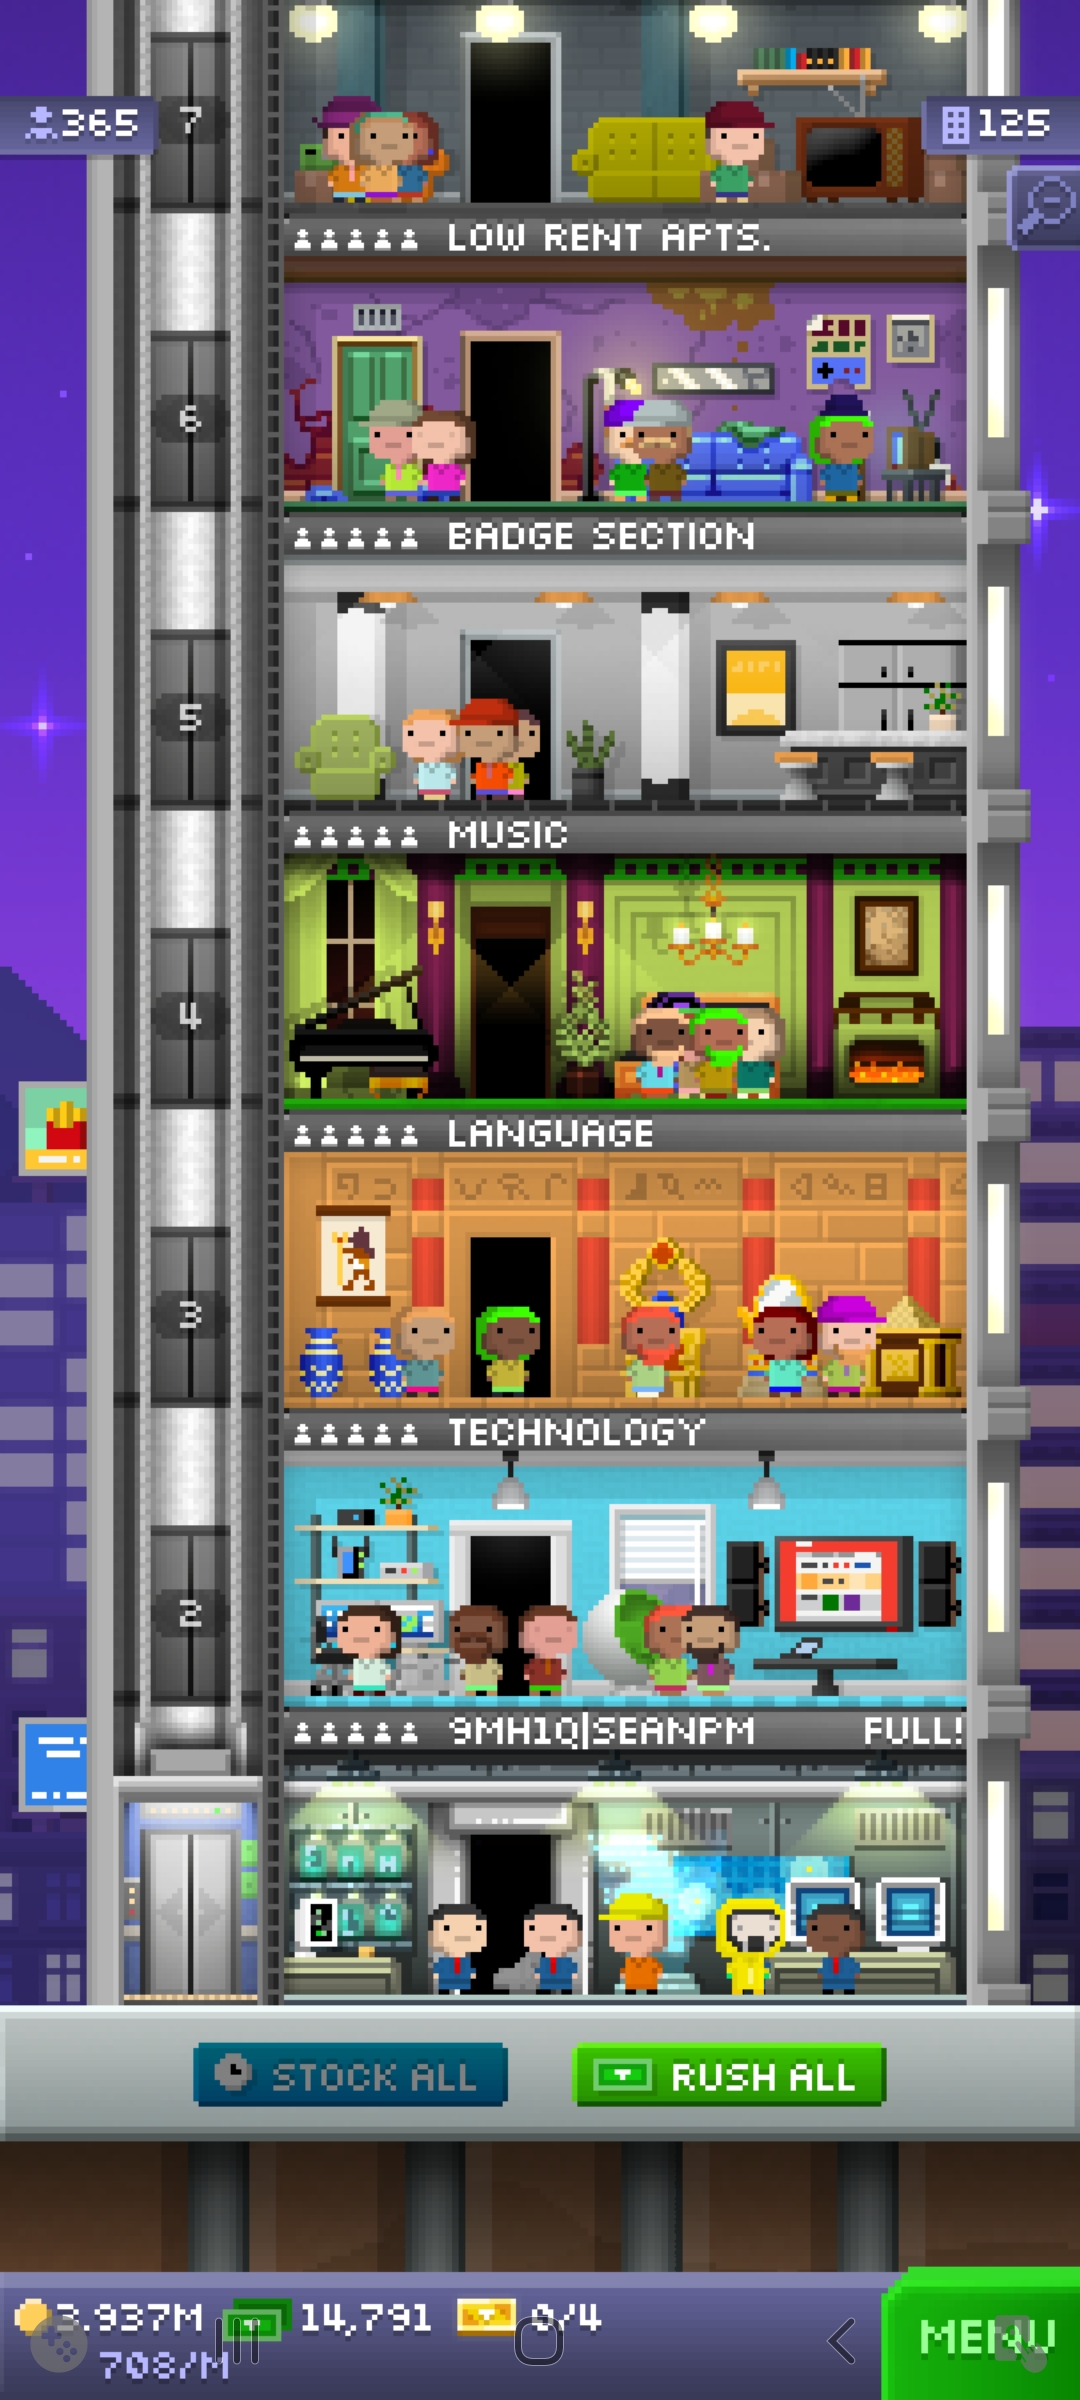 365
7
125
LOW RENT APTS.
6
BADGE SECTION
5
MUSIC
4
LANGUAGE
3
TECHNOLOGY
2
9MH1Q|SEANPM FULL!
STOCK ALL
RUSH ALL
3.937M 14,791 0/4
708/M
MENU